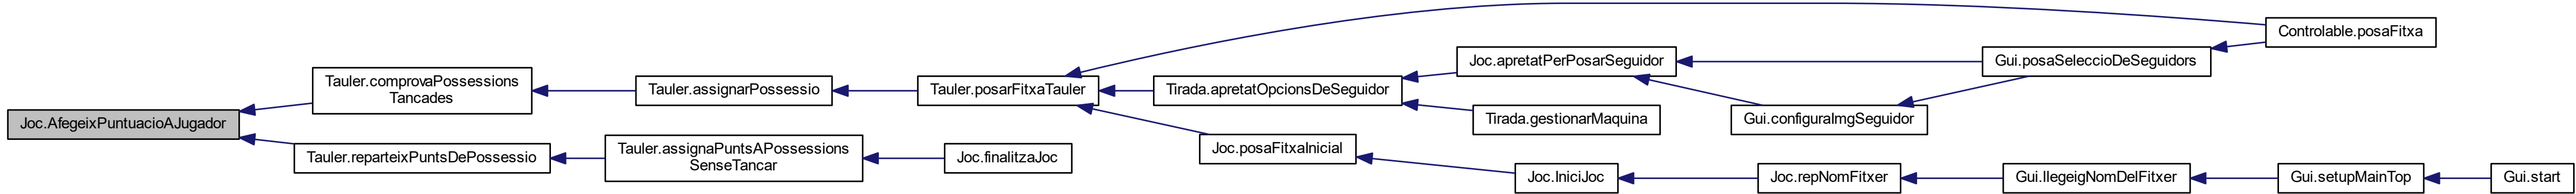 Joc.AfegeixPuntuacioAJugador
Tauler.comprovaPossessions
Tancades
Tauler.reparteixPuntsDePossessio
Tauler.assignarPossessio
Tauler.assignaPuntsAPossessions
SenseTancar
Tauler.posarFitxaTauler
Joc.finalitzaJoc
Tirada.apretatOpcionsDeSeguidor
Joc.posaFitxaInicial
Joc.apretatPerPosarSeguidor
Tirada.gestionarMaquina
Joc.IniciJoc
Gui.configuraImgSeguidor
Joc.repNomFitxer
Gui.posaSeleccioDeSeguidors
Gui.llegeigNomDelFitxer
Controlable.posaFitxa
Gui.setupMainTop
Gui.start